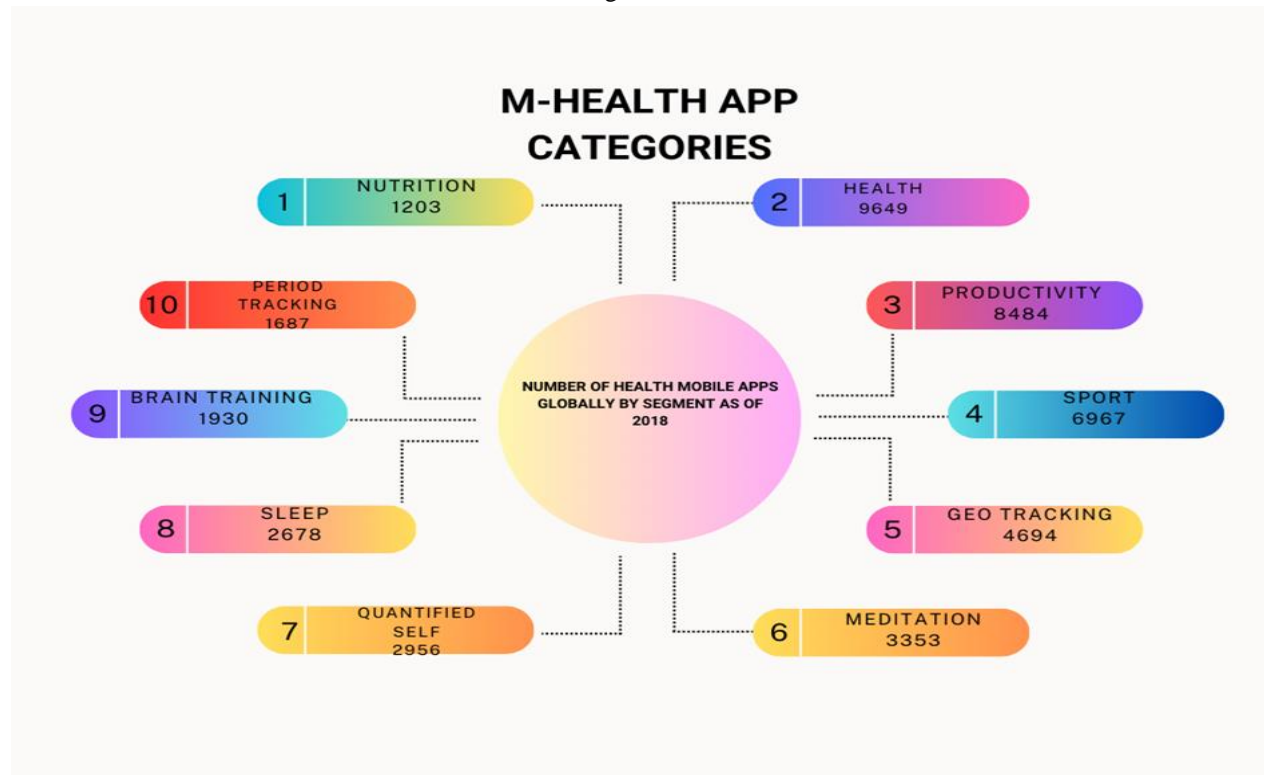 M-HEALTH APP
CATEGORIES
1
NUTRITION
1203
2
HEALTH
9649
10
PERIOD
TRACKING
1687
3
PRODUCTIVITY
8484
NUMBER OF HEALTH MOBILE APPS
GLOBALLY BY SEGMENT AS OF
2018
9
BRAIN TRAINING
1930
4
SPORT
6967
8
SLEEP
2678
5
GEO TRACKING
4694
7
QUANTIFIED
SELF
2956
6
MEDITATION
3353